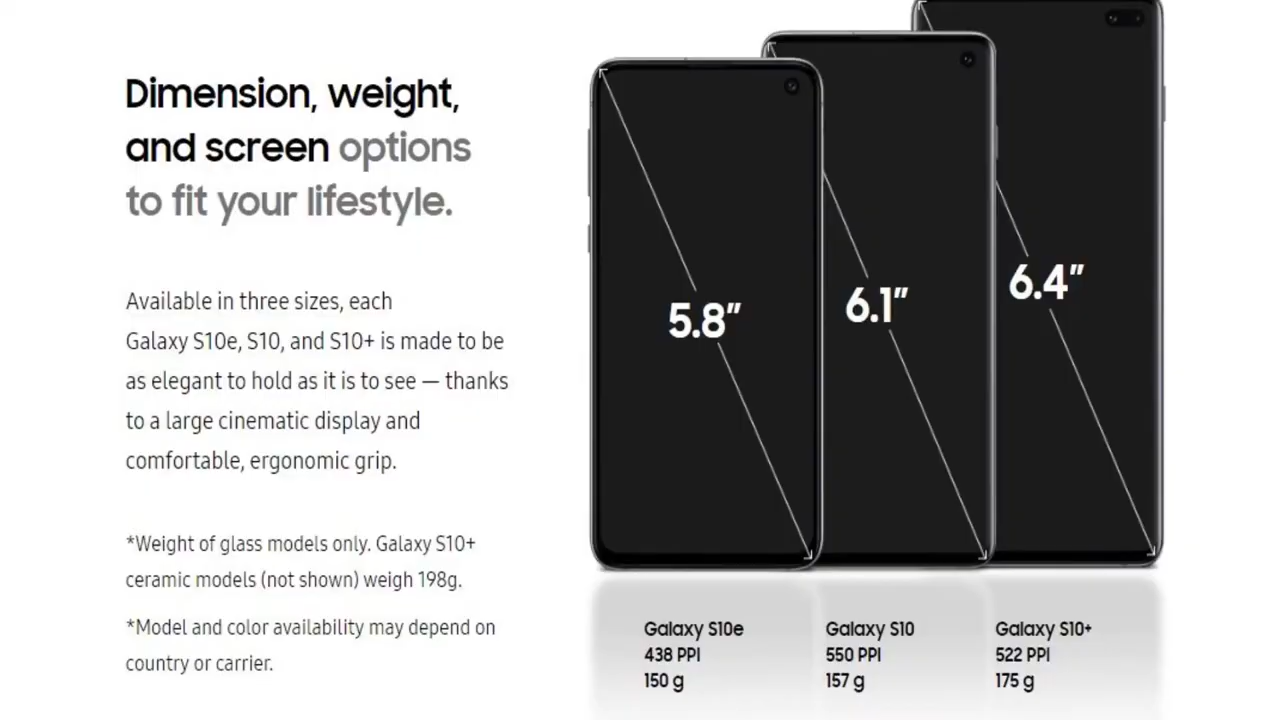 Dimension, weight,
and screen options
to fit your lifestyle.
Available in three sizes, each
Galaxy S10e, S10, and S10+ is made to be
as elegant to hold as it is to see — thanks
to a large cinematic display and
comfortable, ergonomic grip.
*Weight of glass models only. Galaxy S10+
ceramic models (not shown) weigh 198g.
*Model and color availability may depend on
country or carrier.
5.8"
6.1"
6.4"
Galaxy S10e
438 PPI
150 g
Galaxy S10
550 PPI
157 g
Galaxy S10+
522 PPI
175 g